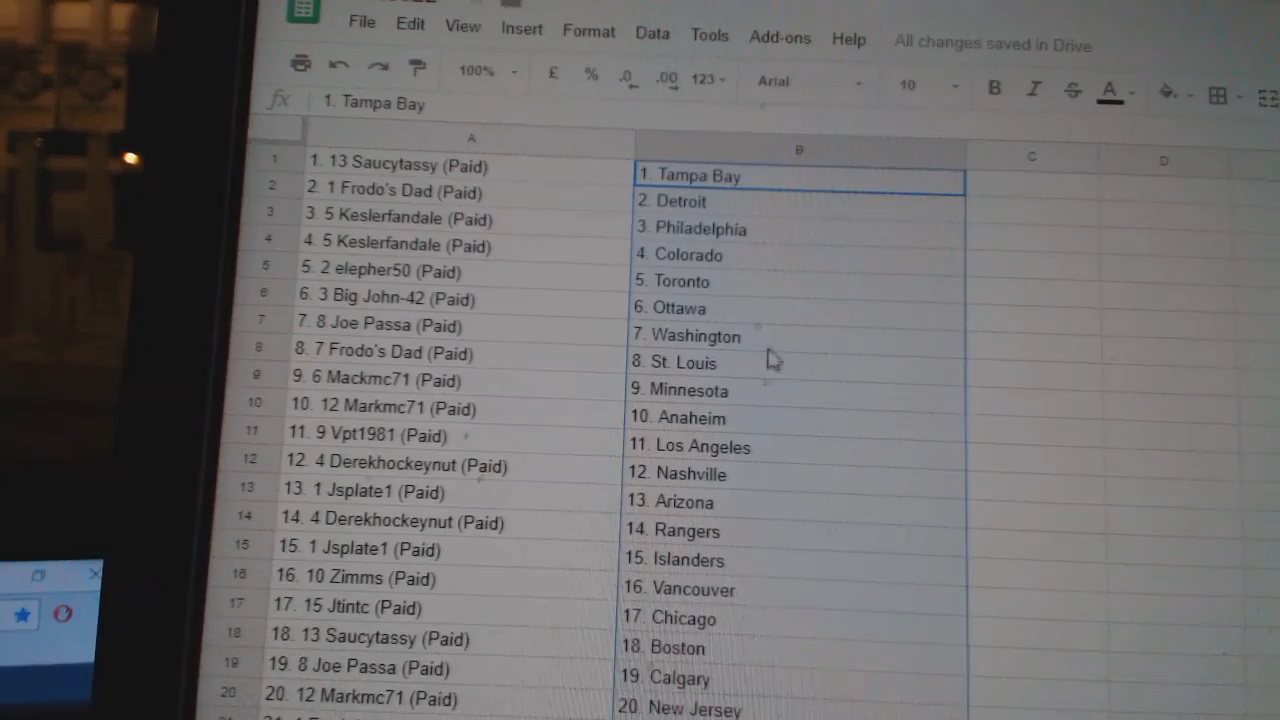 File Edit View Insert Format Data Tools Add-ons Help All changes saved in Drive
100% £ % .0 .00 123 Arial 10 B I S A
fx 1. Tampa Bay
A B C D
1 1. 13 Saucytassy (Paid) 1. Tampa Bay
2 2. 1 Frodo's Dad (Paid) 2. Detroit
3 3. 5 Keslerfandale (Paid) 3. Philadelphia
4 4. 5 Keslerfandale (Paid) 4. Colorado
5 5. 2 elepher50 (Paid) 5. Toronto
6 6. 3 Big John-42 (Paid) 6. Ottawa
7 7. 8 Joe Passa (Paid) 7. Washington
8 8. 7 Frodo's Dad (Paid) 8. St. Louis
9 9. 6 Mackmc71 (Paid) 9. Minnesota
10 10. 12 Markmc71 (Paid) 10. Anaheim
11 11. 9 Vpt1981 (Paid) 11. Los Angeles
12 12. 4 Derekhockeynut (Paid) 12. Nashville
13 13. 1 Jsplate1 (Paid) 13. Arizona
14 14. 4 Derekhockeynut (Paid) 14. Rangers
15 15. 1 Jsplate1 (Paid) 15. Islanders
16 16. 10 Zimms (Paid) 16. Vancouver
17 17. 15 Jtintc (Paid) 17. Chicago
18 18. 13 Saucytassy (Paid) 18. Boston
19 19. 8 Joe Passa (Paid) 19. Calgary
20 20. 12 Markmc71 (Paid) 20. New Jersey